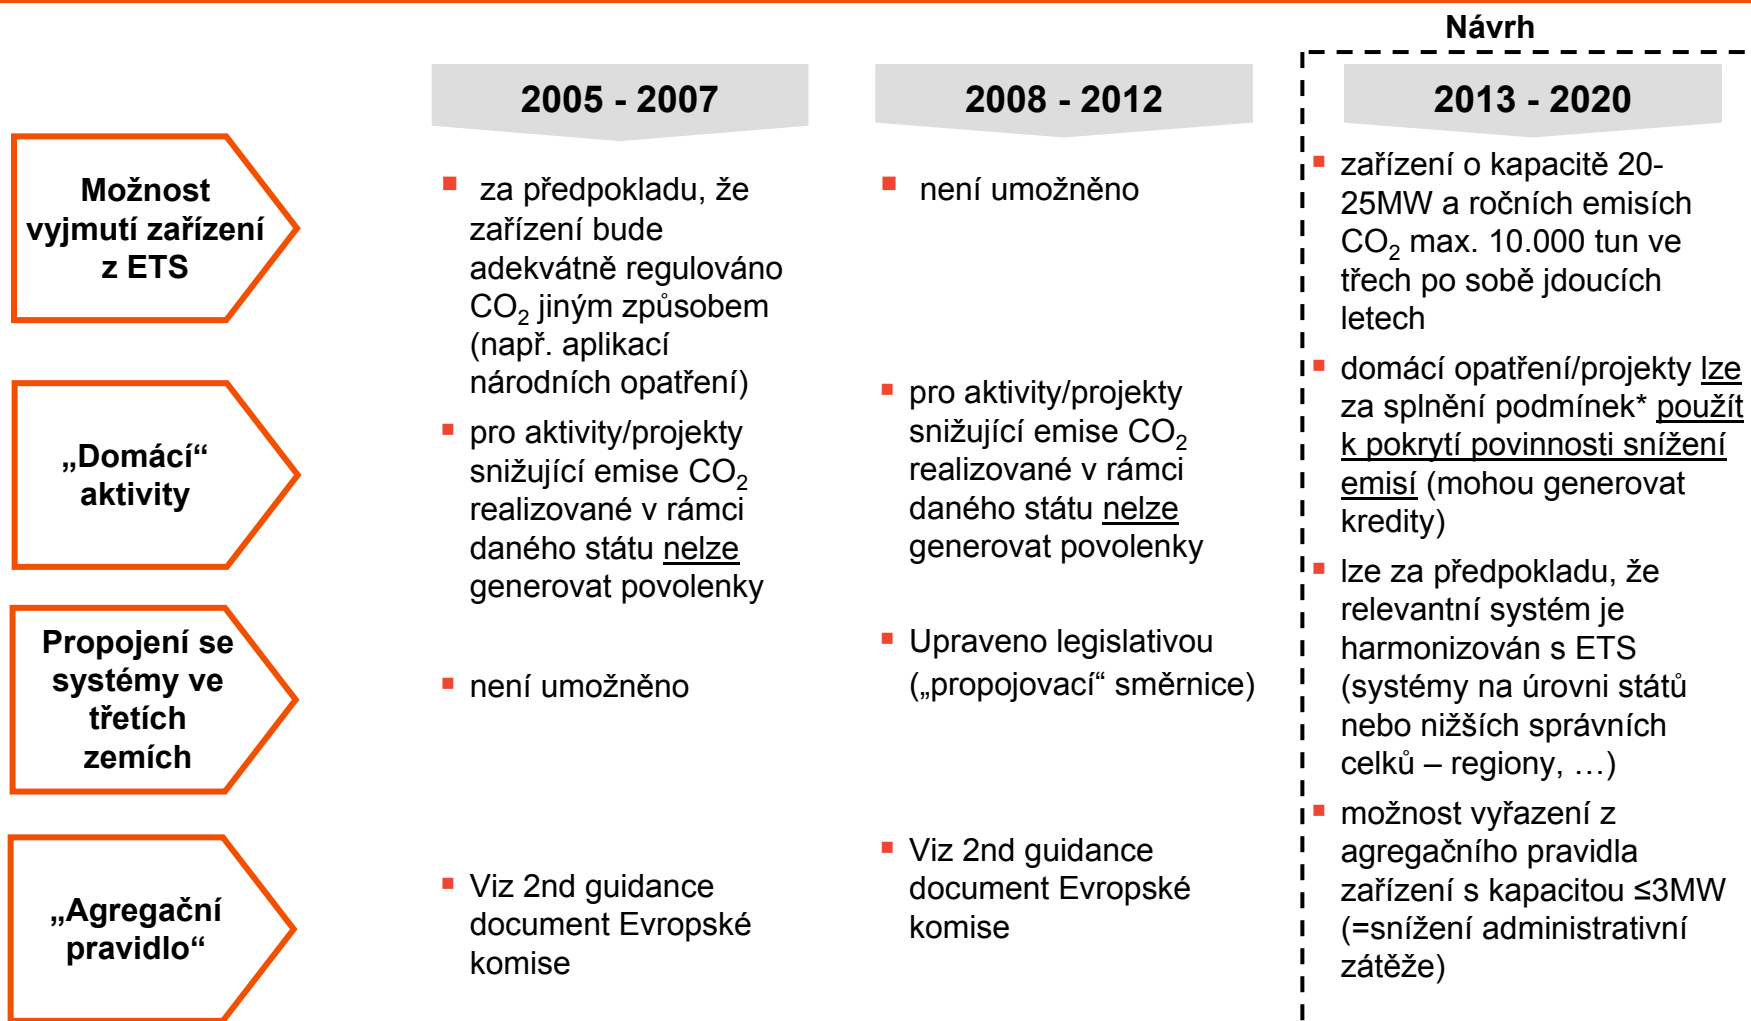 Návrh
2005 - 2007
2008 - 2012
2013 - 2020
Možnost
vyjmutí zařízení
z ETS
za předpokladu, že
zařízení bude
adekvátně regulováno
CO2 jiným způsobem
(např. aplikací
národních opatření)
není umožněno
zařízení o kapacitě 20-
25MW a ročních emisích
CO2 max. 10.000 tun ve
třech po sobě jdoucích
letech
„Domácí“
aktivity
pro aktivity/projekty
snižující emise CO2
realizované v rámci
daného státu nelze
generovat povolenky
pro aktivity/projekty
snižující emise CO2
realizované v rámci
daného státu nelze
generovat povolenky
domácí opatření/projekty lze
za splnění podmínek* použít
k pokrytí povinnosti snížení
emisí (mohou generovat
kredity)
Propojení se
systémy ve
třetích
zemích
není umožněno
Upraveno legislativou
(„propojovací“ směrnice)
lze za předpokladu, že
relevantní systém je
harmonizován s ETS
(systémy na úrovni států
nebo nižších správních
celků – regiony, …)
„Agregační
pravidlo“
Viz 2nd guidance
document Evropské
komise
Viz 2nd guidance
document Evropské
komise
možnost vyřazení z
agregačního pravidla
zařízení s kapacitou ≤3MW
(=snížení administrativní
zátěže)